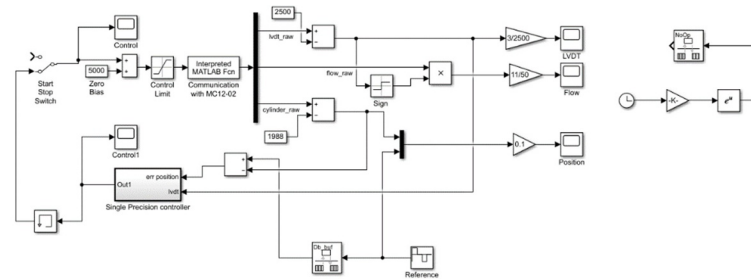 2500
lvdt_raw
+
−
3/2500
LVDT
Control
Start
Stop
Switch
5000
Zero
Bias
+
+
Control
Limit
Interpreted
MATLAB Fcn
Communication
with MC12-02
flow_raw
Sign
×
11/50
Flow
cylinder_raw
+
−
1988
Control1
+
−
0.1
Position
Out1
err position
lvdt
Single Precision controller
Db_buf
Reference
NoOp
-K-